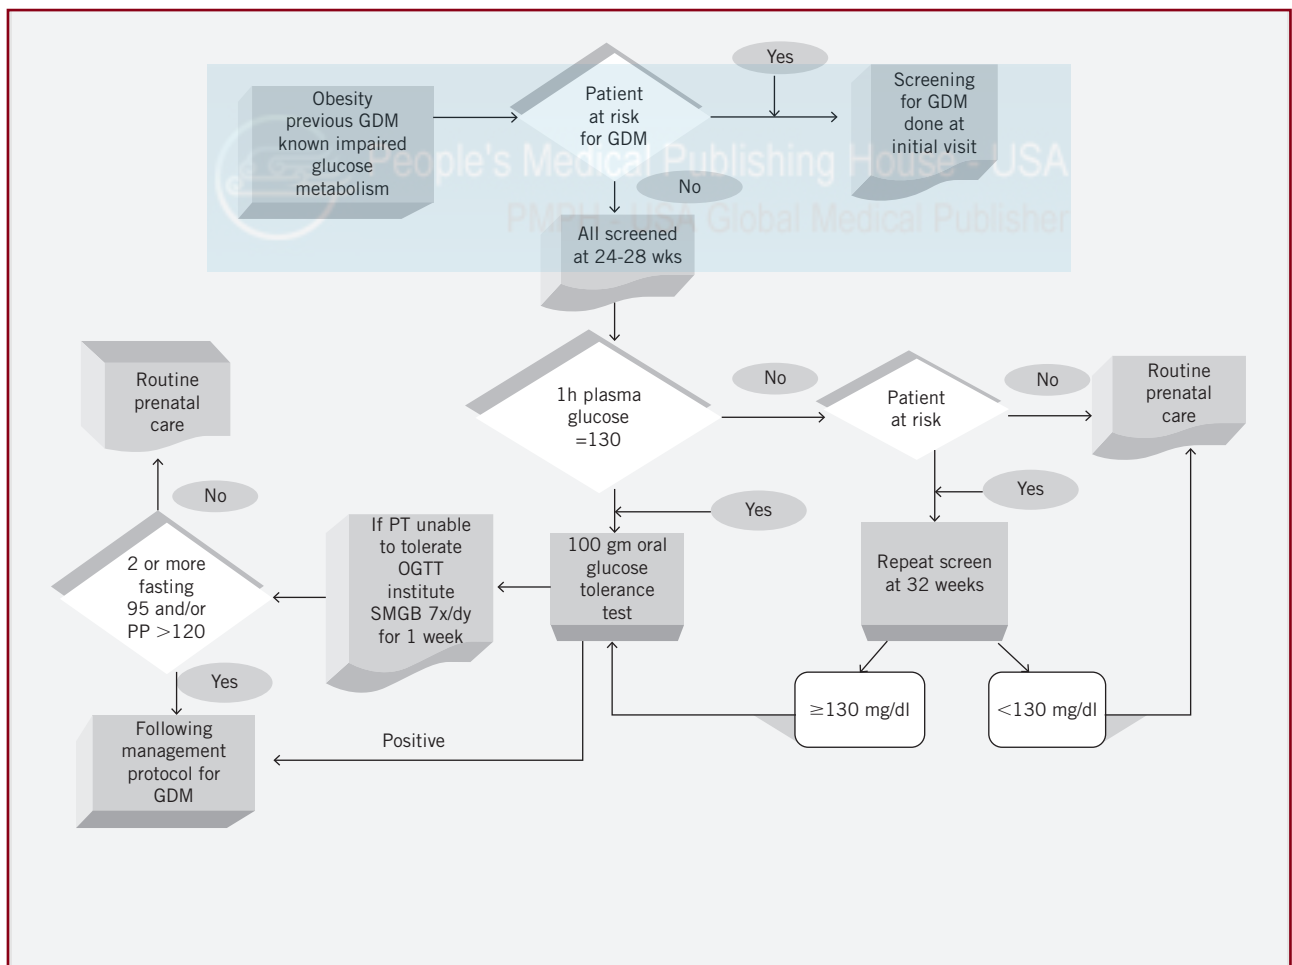 Obesity
previous GDM
known impaired
glucose
metabolism
Patient
at risk
for GDM
Yes
Screening
for GDM
done at
initial visit
People's Medical Publishing House - USA
PMPH - USA Global Medical Publisher
No
All screened
at 24-28 wks
1h plasma
glucose
=130
No
Patient
at risk
No
Routine
prenatal
care
Routine
prenatal
care
No
Yes
Yes
2 or more
fasting
95 and/or
PP >120
If PT unable
to tolerate
OGTT
institute
SMGB 7x/dy
for 1 week
100 gm oral
glucose
tolerance
test
Repeat screen
at 32 weeks
Yes
≥130 mg/dl
<130 mg/dl
Following
management
protocol for
GDM
Positive